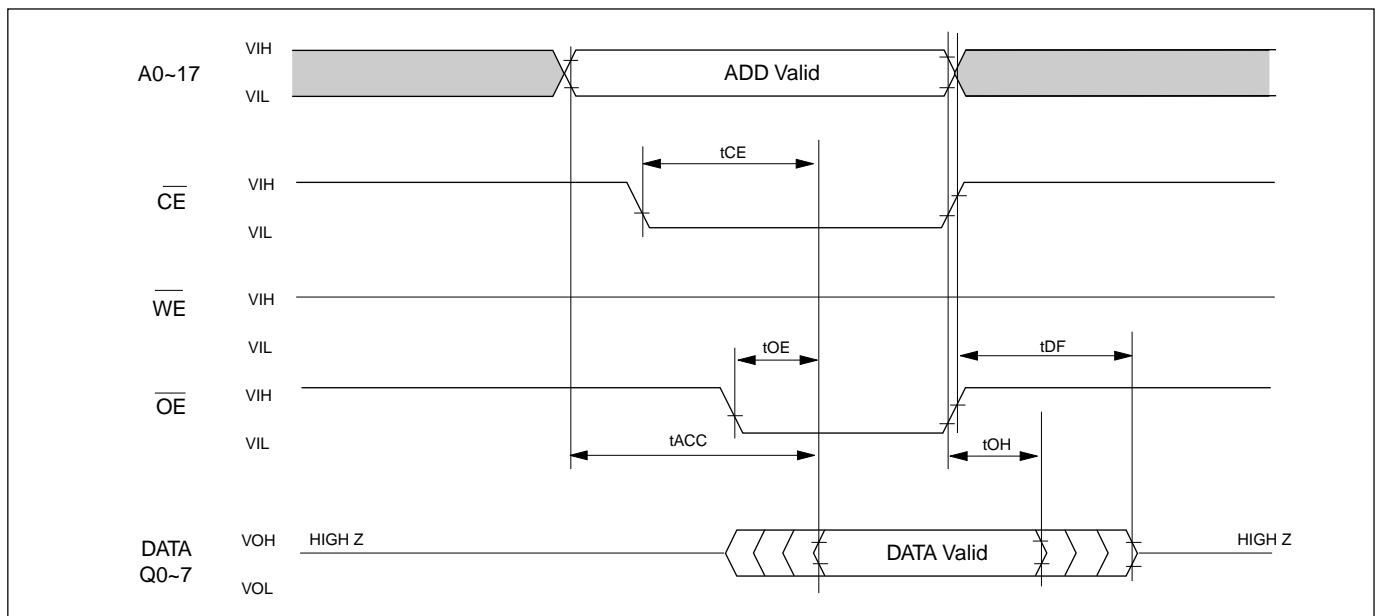 VIH
A0~17
ADD Valid
VIL
tCE
VIH
CE
VIL
WE
VIH
VIL
tOE
tDF
VIH
OE
VIL
tACC
tOH
DATA
Q0~7
VOH
HIGH Z
DATA Valid
HIGH Z
VOL